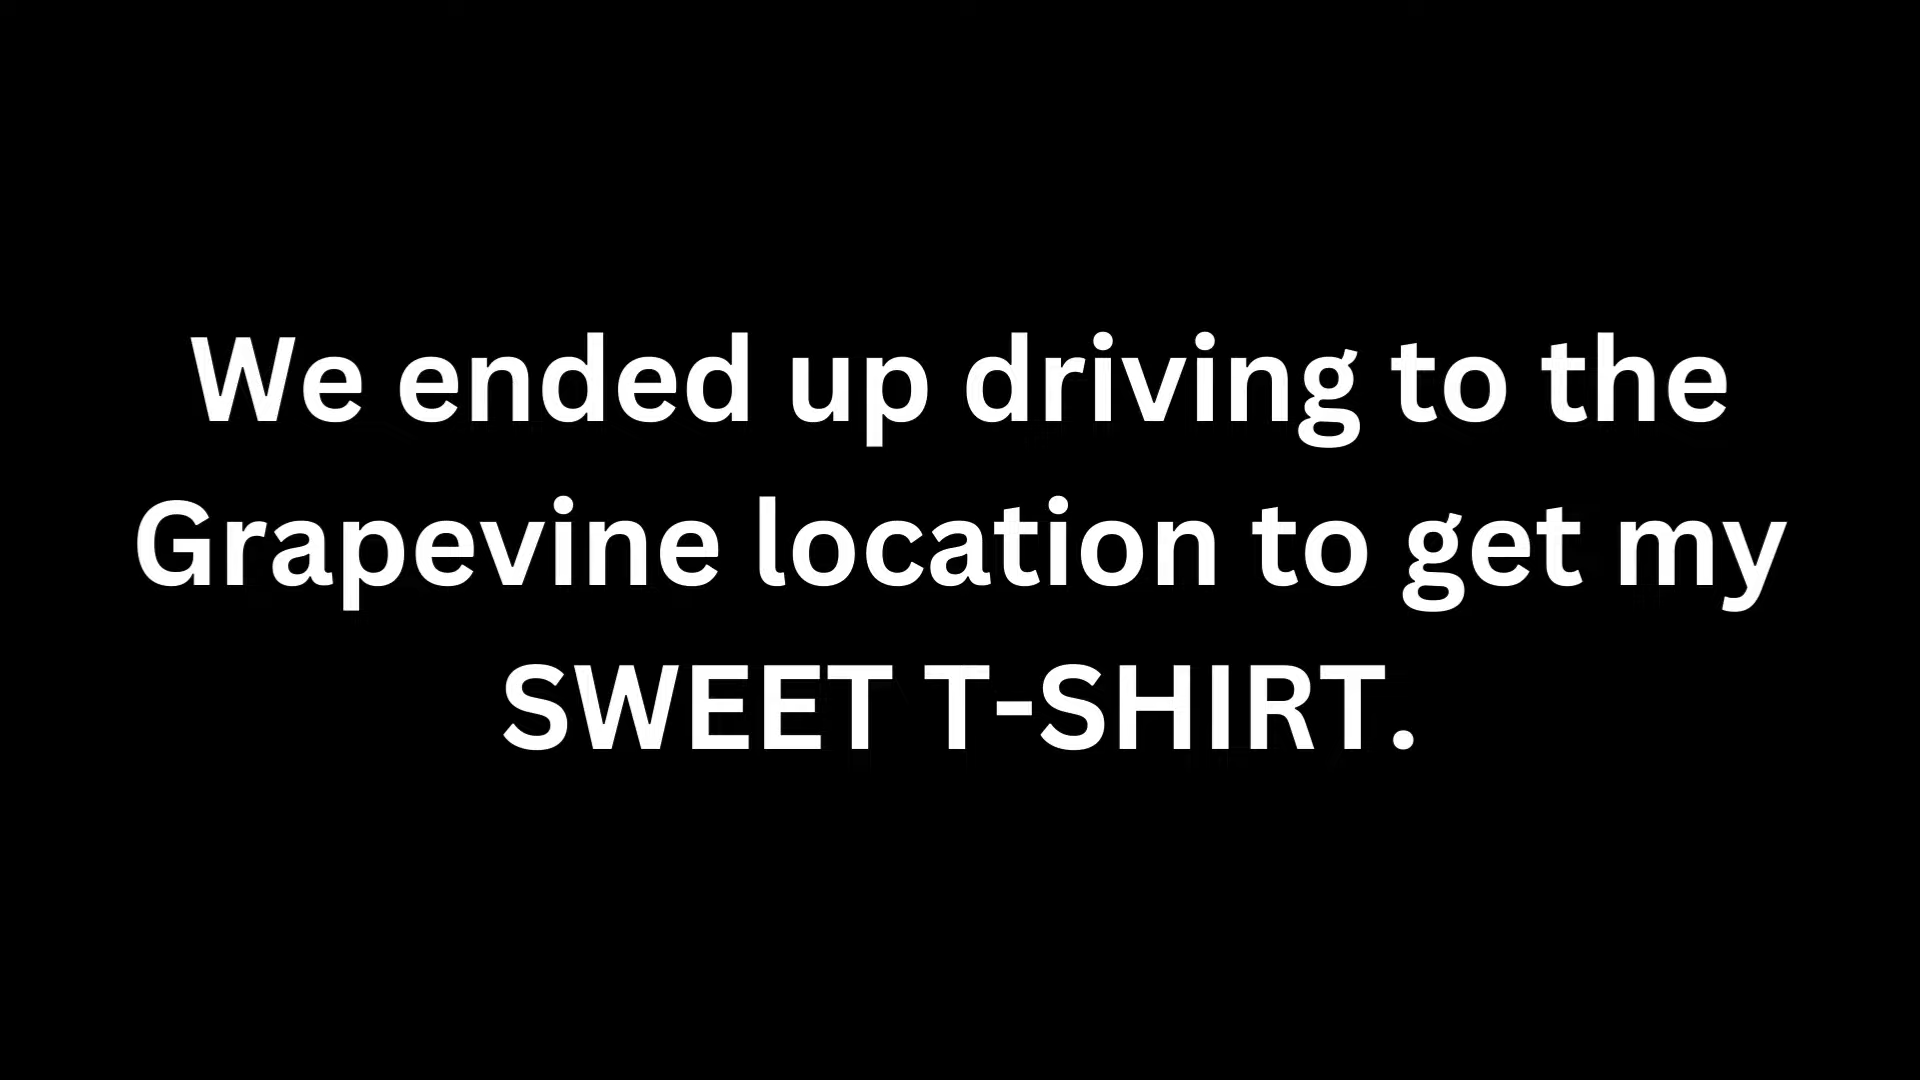 We ended up driving to the
Grapevine location to get my
SWEET T-SHIRT.